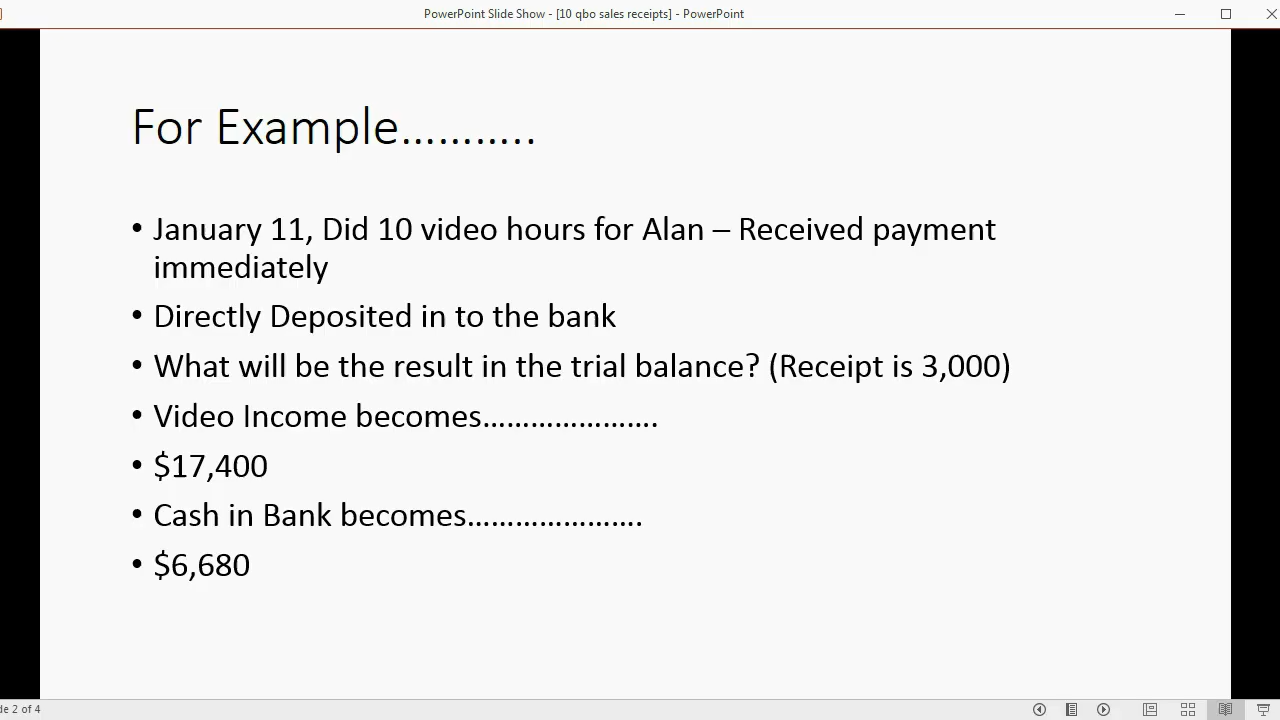 PowerPoint Slide Show - [10 qbo sales receipts] - PowerPoint
For Example………..
• January 11, Did 10 video hours for Alan – Received payment
immediately
• Directly Deposited in to the bank
• What will be the result in the trial balance? (Receipt is 3,000)
• Video Income becomes………………….
• $17,400
• Cash in Bank becomes………………….
• $6,680
de 2 of 4